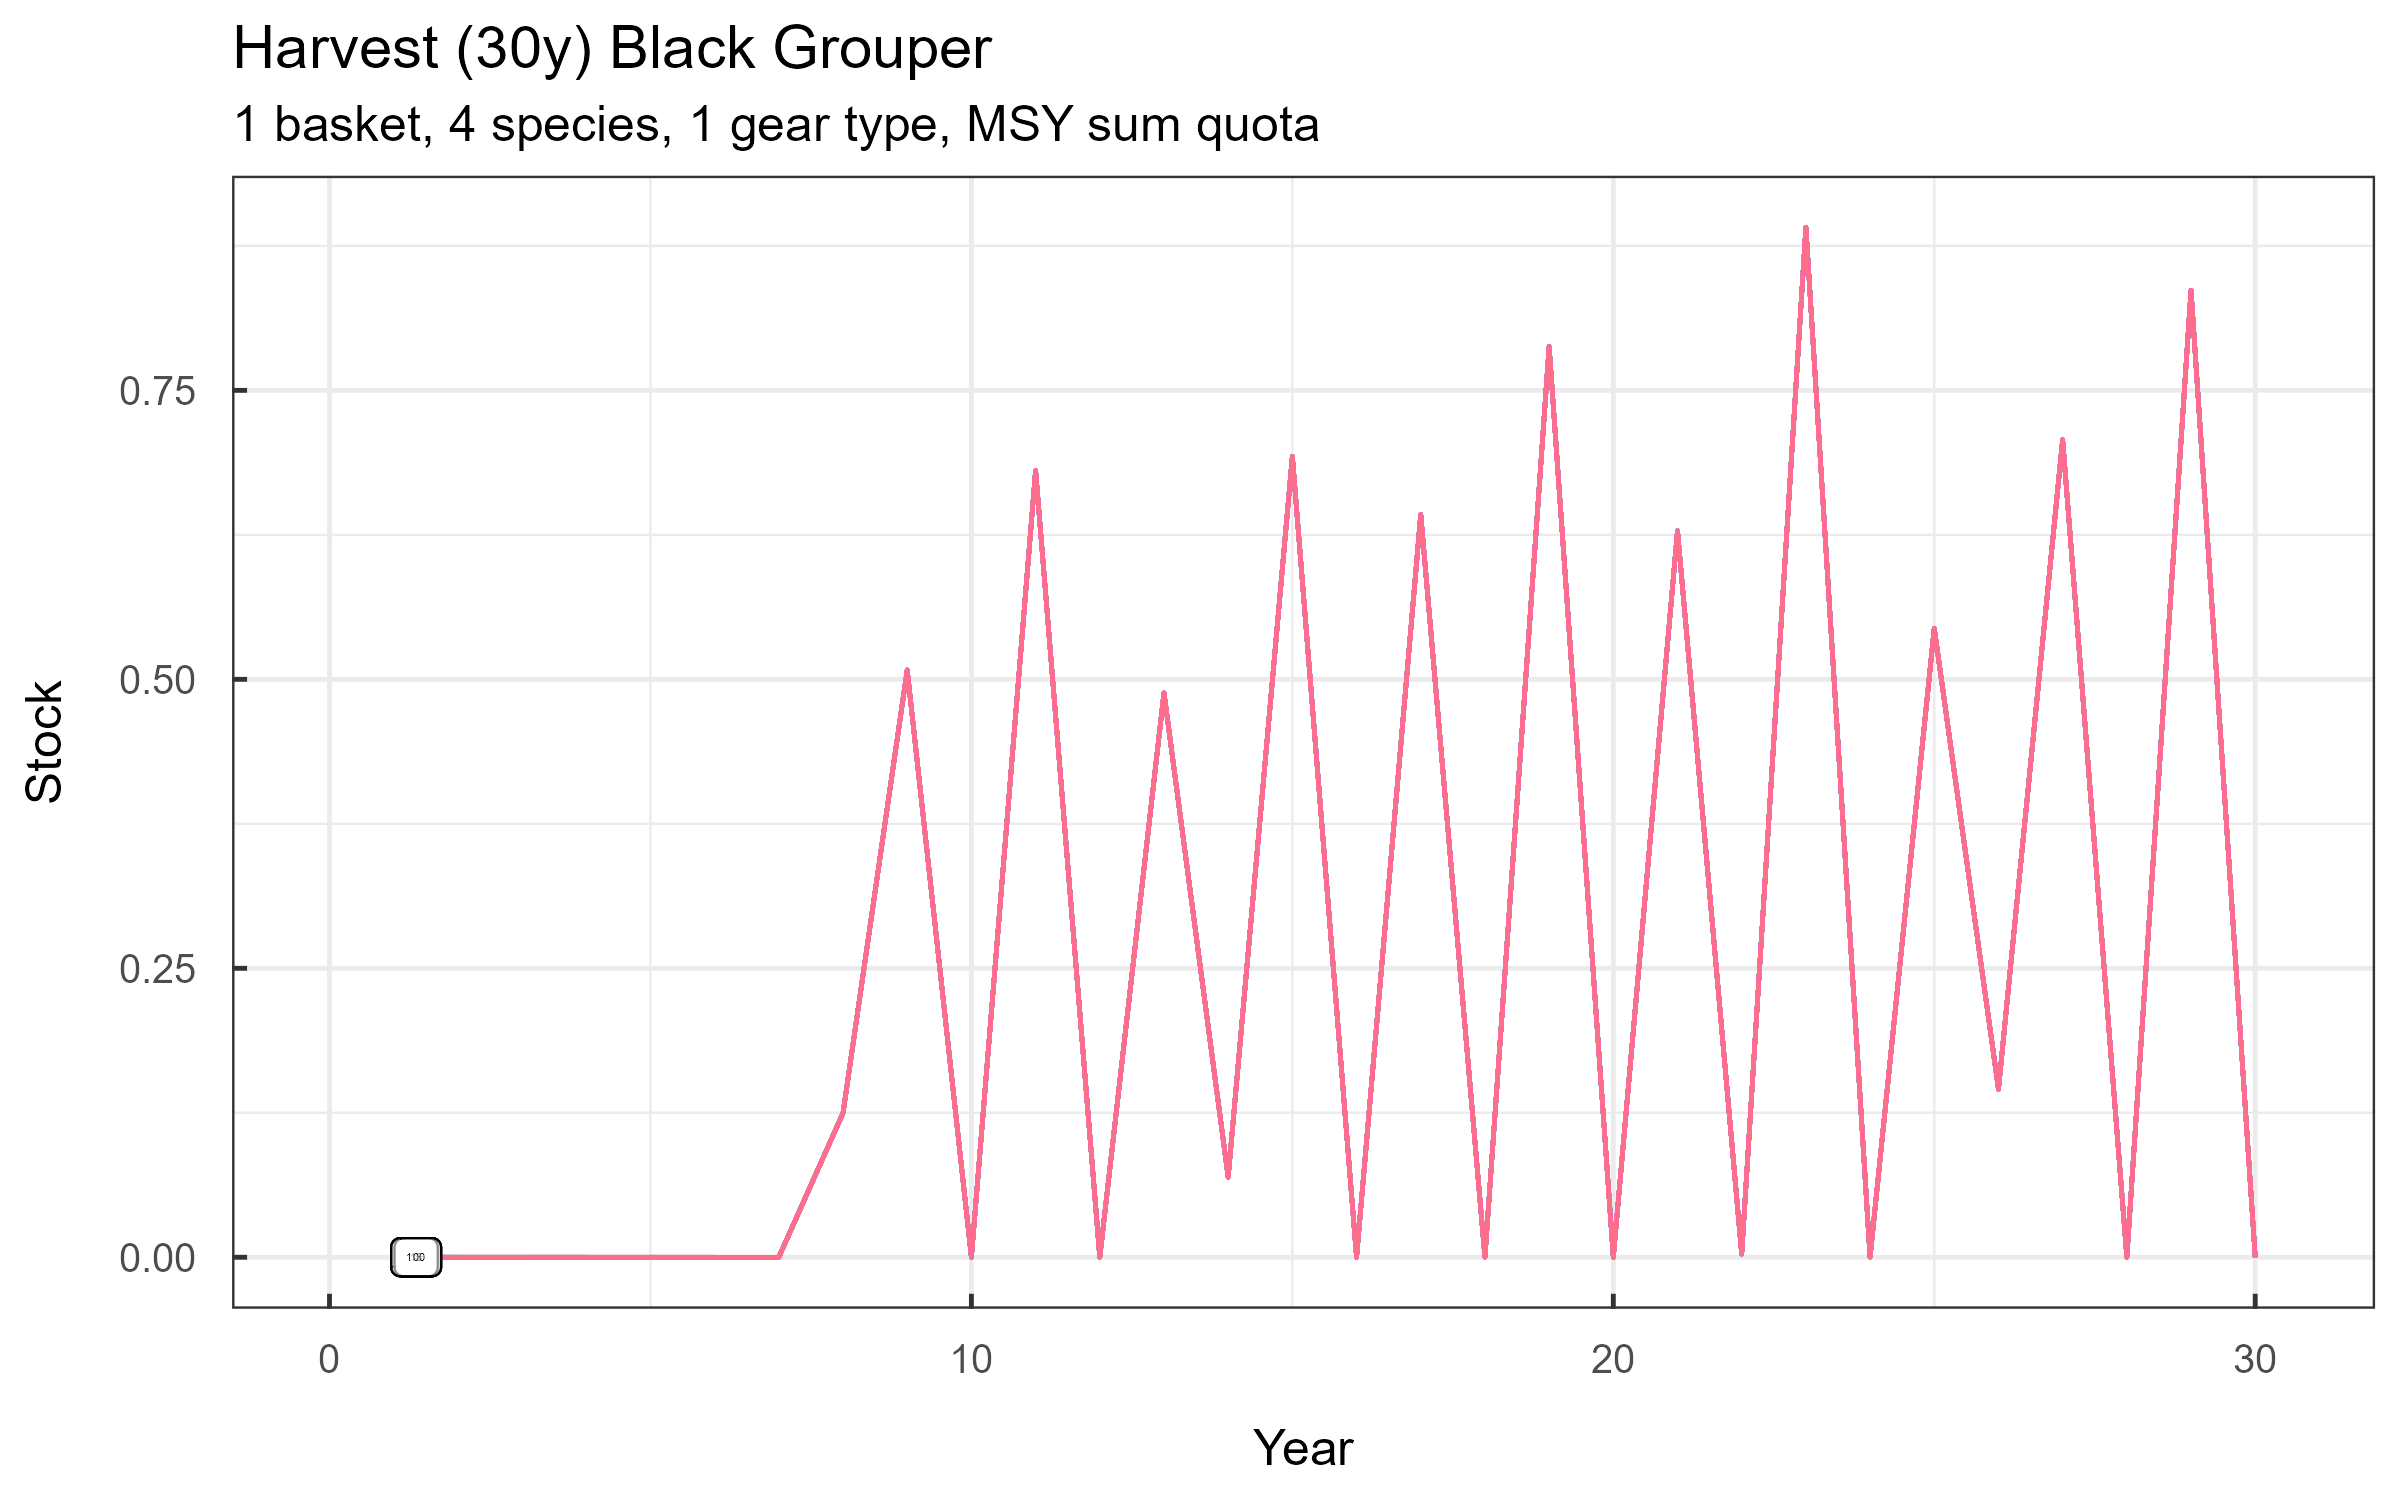 Harvest (30y) Black Grouper
1 basket, 4 species, 1 gear type, MSY sum quota
Stock
0.75
0.50
0.25
0.00
0 10 20 30
Year